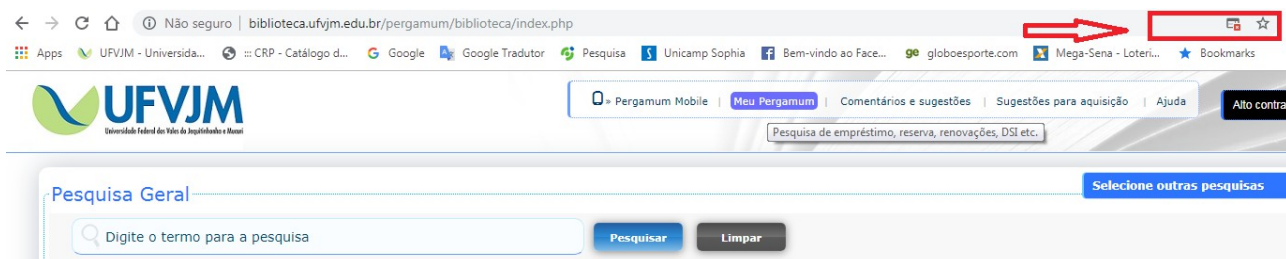 Não seguro | biblioteca.ufvjm.edu.br/pergamum/biblioteca/index.php
Apps UFVJM - Universida... ::: CRP - Catálogo d... Google Google Tradutor Pesquisa Unicamp Sophia Bem-vindo ao Face... globoesporte.com Mega-Sena - Loteri... Bookmarks
UFVJM
Universidade Federal dos Vales do Jequitinhonha e Mucuri
» Pergamum Mobile | Meu Pergamum | Comentários e sugestões | Sugestões para aquisição | Ajuda
Alto contra
Pesquisa de empréstimo, reserva, renovações, DSI etc.
Selecione outras pesquisas
Pesquisa Geral
Digite o termo para a pesquisa Pesquisar Limpar